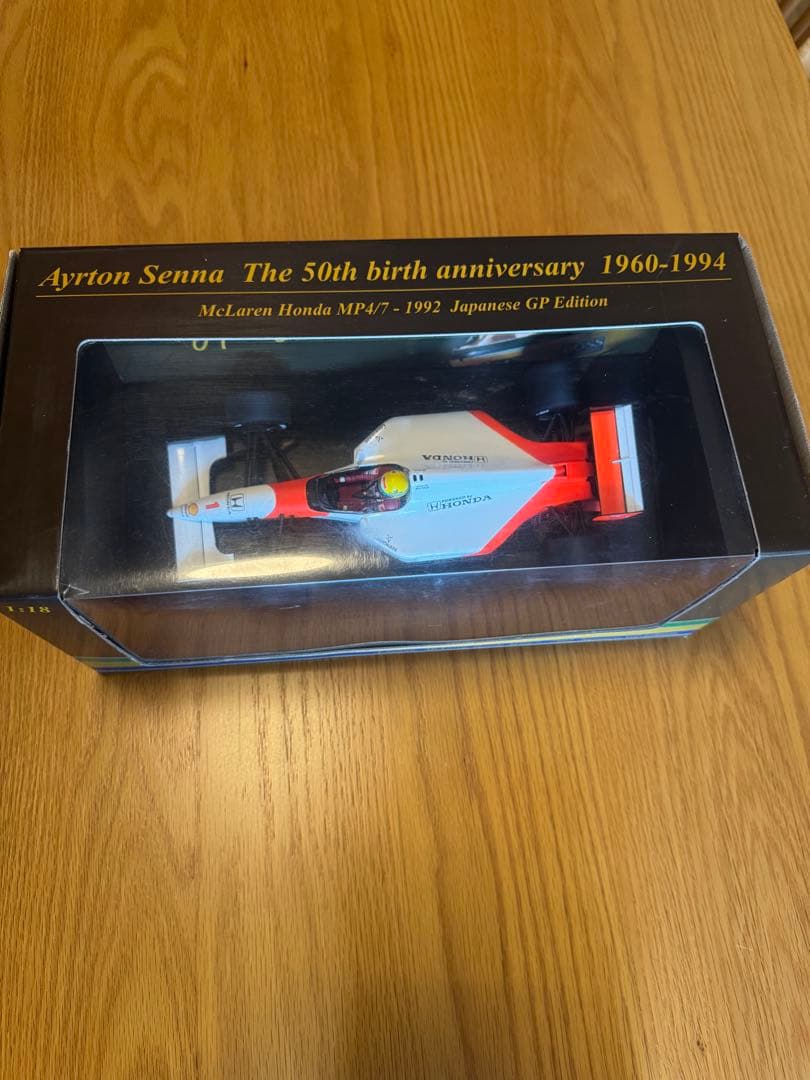 Ayrton Senna The 50th birth anniversary 1960-1994
McLaren Honda MP4/7 - 1992 Japanese GP Edition
HONDA
1
HONDA
1:18